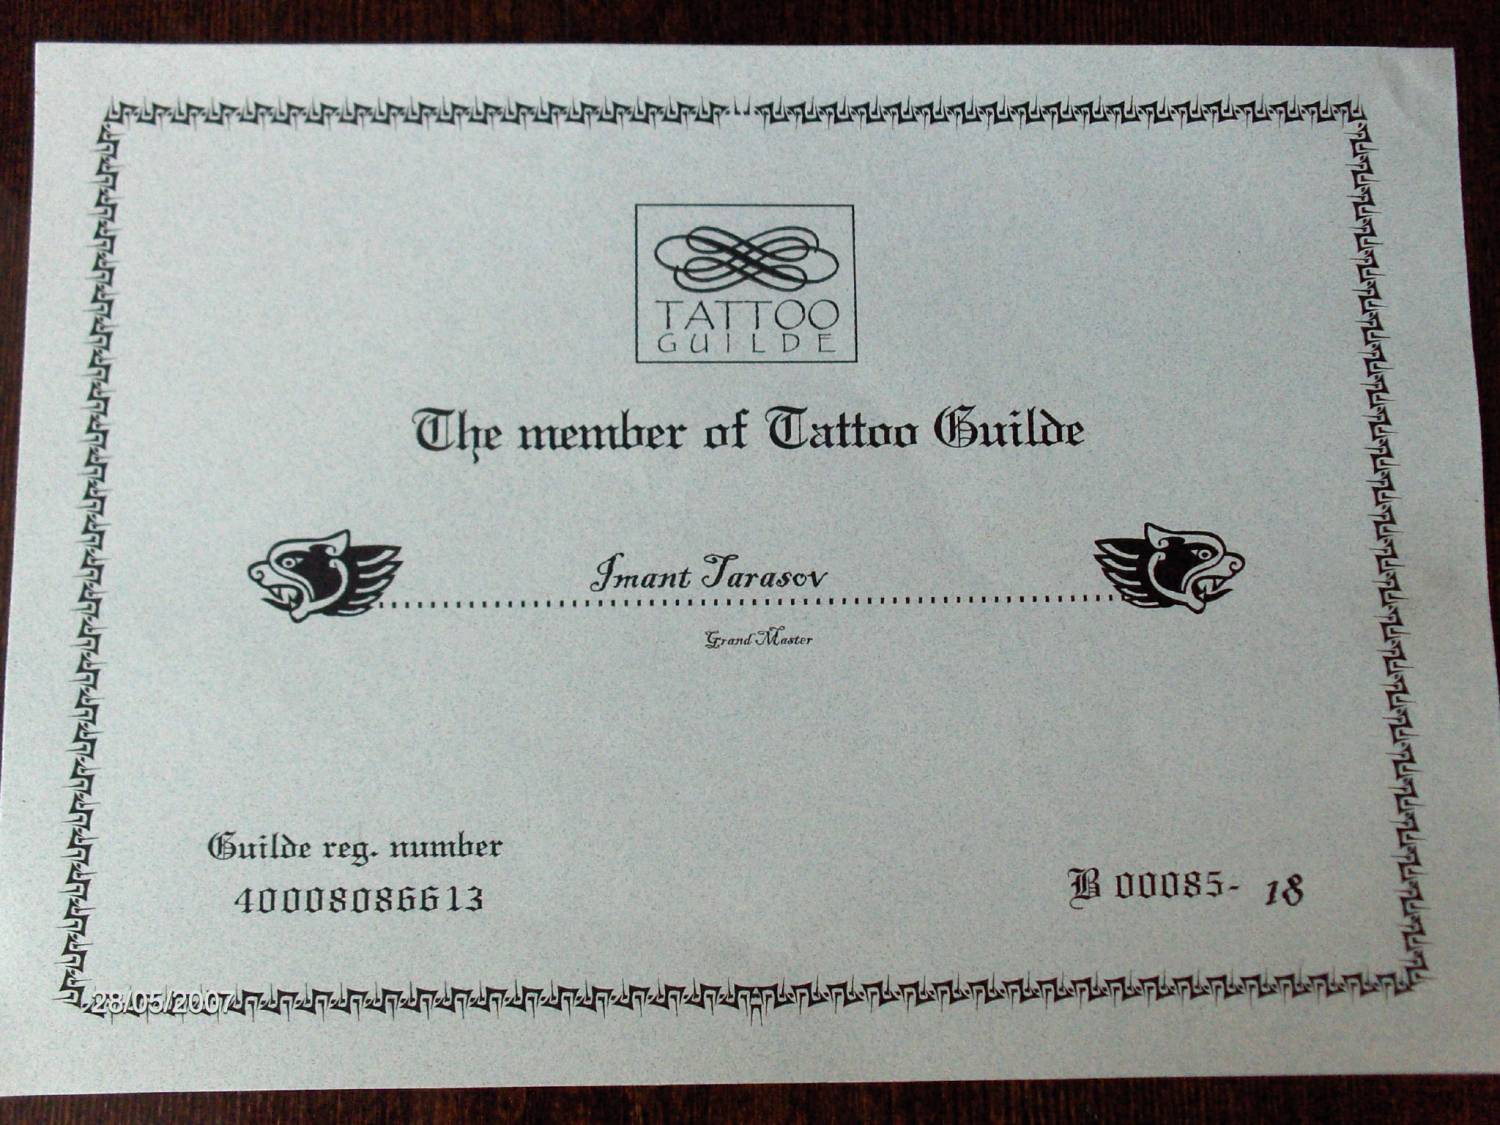 TATTOO
GUILDE
The member of Tattoo Guilde
Imant Tarasov
Grand Master
Guilde reg. number
40008086613
B 00085- 18
28/05/2007